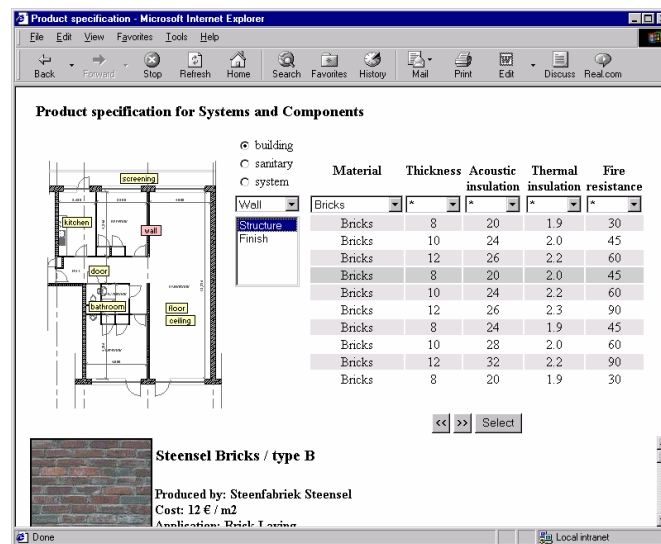 Product specification - Microsoft Internet Explorer
File Edit View Favorites Tools Help
Back Forward Stop Refresh Home Search Favorites History Mail Print Edit Discuss Real.com
Product specification for Systems and Components
building
sanitary
system
Material Thickness Acoustic insulation Thermal insulation Fire resistance
Wall Bricks * * * *
Structure
Finish
Bricks 8 20 1.9 30
Bricks 10 24 2.0 45
Bricks 12 26 2.2 60
Bricks 8 20 2.0 45
Bricks 10 24 2.2 60
Bricks 12 26 2.3 90
Bricks 8 24 1.9 45
Bricks 10 28 2.0 60
Bricks 12 32 2.2 90
Bricks 8 20 1.9 30
screening
kitchen
wall
door
bathroom
floor
ceiling
<< >> Select
Steensel Bricks / type B
Produced by: Steenfabriek Steensel
Cost: 12 € / m2
Application: Brick Laying
Done Local intranet